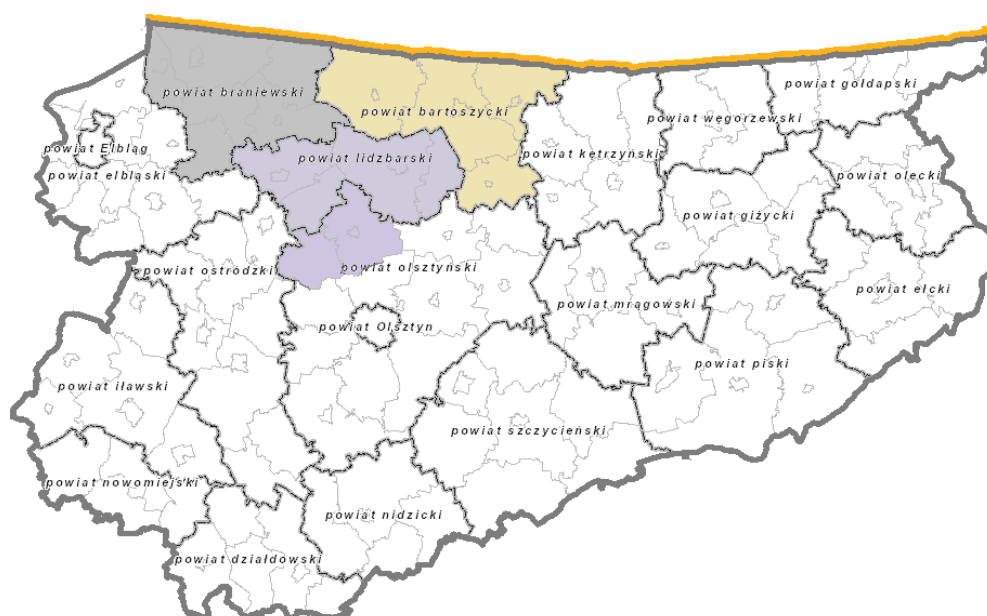 powiat gołdapski
powiat braniewski
powiat bartoszycki
powiat węgorzewski
powiat Elbląg
powiat lidzbarski
powiat kętrzyński
powiat elbląski
powiat olecki
powiat giżycki
powiat ostródzki
powiat olsztyński
powiat ełcki
powiat mrągowski
powiat Olsztyn
powiat piski
powiat iławski
powiat szczycieński
powiat nowomiejski
powiat nidzicki
powiat działdowski